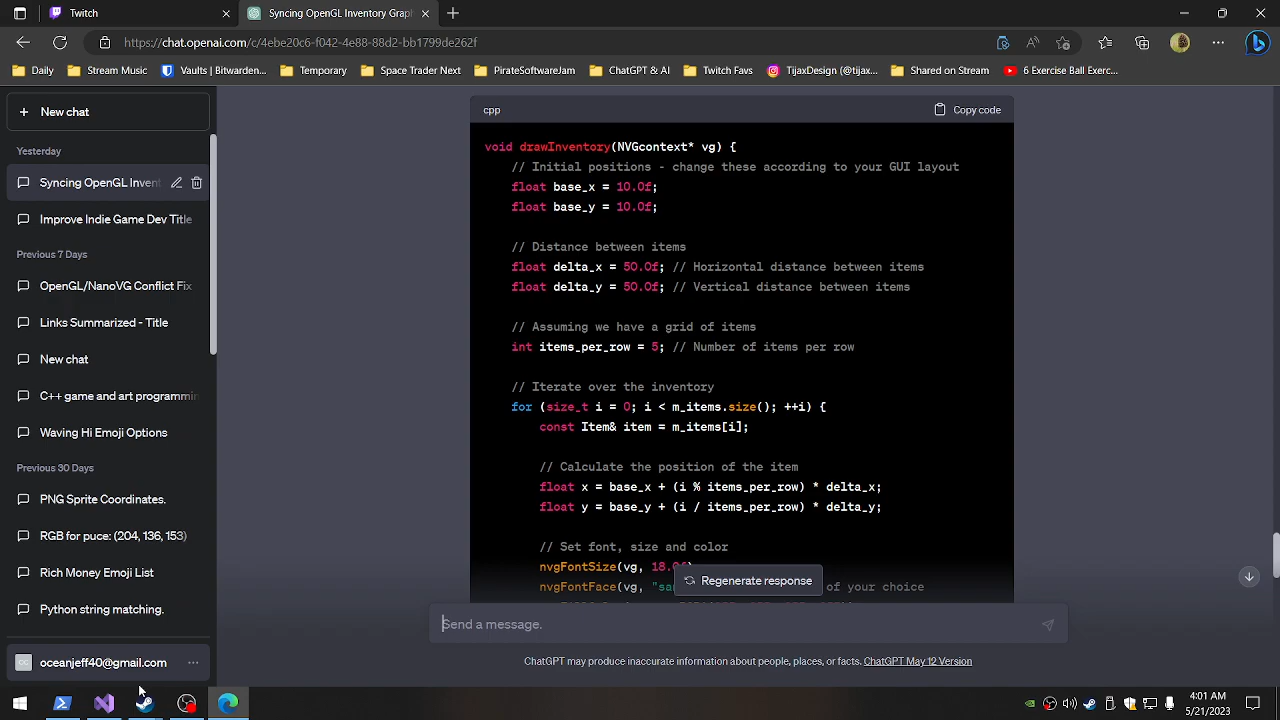 Twitch
Syncing OpenGL Inventory Grap
https://chat.openai.com/c/4ebe20c6-f042-4e88-88d2-bb1799de262f
Daily
Stream Music
Vaults | Bitwarden...
Temporary
Space Trader Next
PirateSoftwareJam
ChatGPT & AI
Twitch Favs
TijaxDesign (@tijax...
Shared on Stream
6 Exercise Ball Exerc...
New chat
Yesterday
Syncing OpenGL Invent
Improve Indie Game Dev Title
Previous 7 Days
OpenGL/NanoVG Conflict Fix
Links Summarized - Title
New chat
C++ game and art programmin
Waving Hi Emoji Options
Previous 30 Days
PNG Sprite Coordinates.
RGB for puce: (204, 136, 153)
Rich Money Emoji List
Python string matching.
oceanjeff40@gmail.com
cpp
Copy code
void drawInventory(NVGcontext* vg) {
// Initial positions - change these according to your GUI layout
float base_x = 10.0f;
float base_y = 10.0f;
// Distance between items
float delta_x = 50.0f; // Horizontal distance between items
float delta_y = 50.0f; // Vertical distance between items
// Assuming we have a grid of items
int items_per_row = 5; // Number of items per row
// Iterate over the inventory
for (size_t i = 0; i < m_items.size(); ++i) {
const Item& item = m_items[i];
// Calculate the position of the item
float x = base_x + (i % items_per_row) * delta_x;
float y = base_y + (i / items_per_row) * delta_y;
// Set font, size and color
nvgFontSize(vg, 18.0f)
nvgFontFace(vg, "sa of your choice
Regenerate response
Send a message.
ChatGPT may produce inaccurate information about people, places, or facts. ChatGPT May 12 Version
4:01 AM
5/21/2023